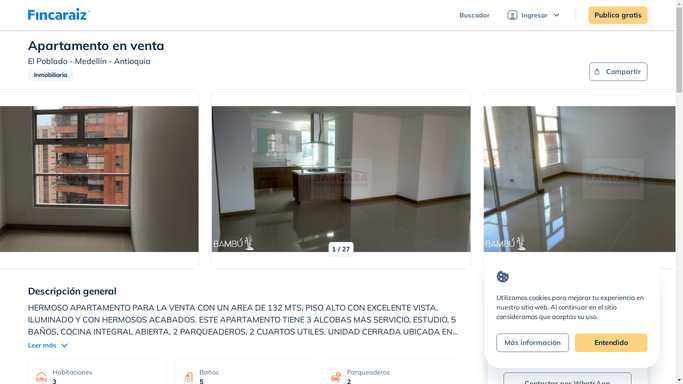 Fincaraiz
Buscador
Ingresar
Publica gratis
Apartamento en venta
El Poblado - Medellín - Antioquia
Inmobiliaria
Compartir
BAMBÚ
1 / 27
BAMBÚ
Descripción general
HERMOSO APARTAMENTO PARA LA VENTA CON UN AREA DE 132 MTS, PISO ALTO CON EXCELENTE VISTA,
ILUMINADO Y CON HERMOSOS ACABADOS. ESTE APARTAMENTO TIENE 3 ALCOBAS MAS SERVICIO, ESTUDIO, 5
BAÑOS, COCINA INTEGRAL ABIERTA, 2 PARQUEADEROS, 2 CUARTOS UTILES. UNIDAD CERRADA UBICADA EN...
Leer más
Habitaciones
3
Baños
5
Parqueaderos
2
Utilizamos cookies para mejorar tu experiencia en
nuestro sitio web. Al continuar en el sitio
consideramos que aceptas su uso.
Más información
Entendido
Contactar por WhatsApp